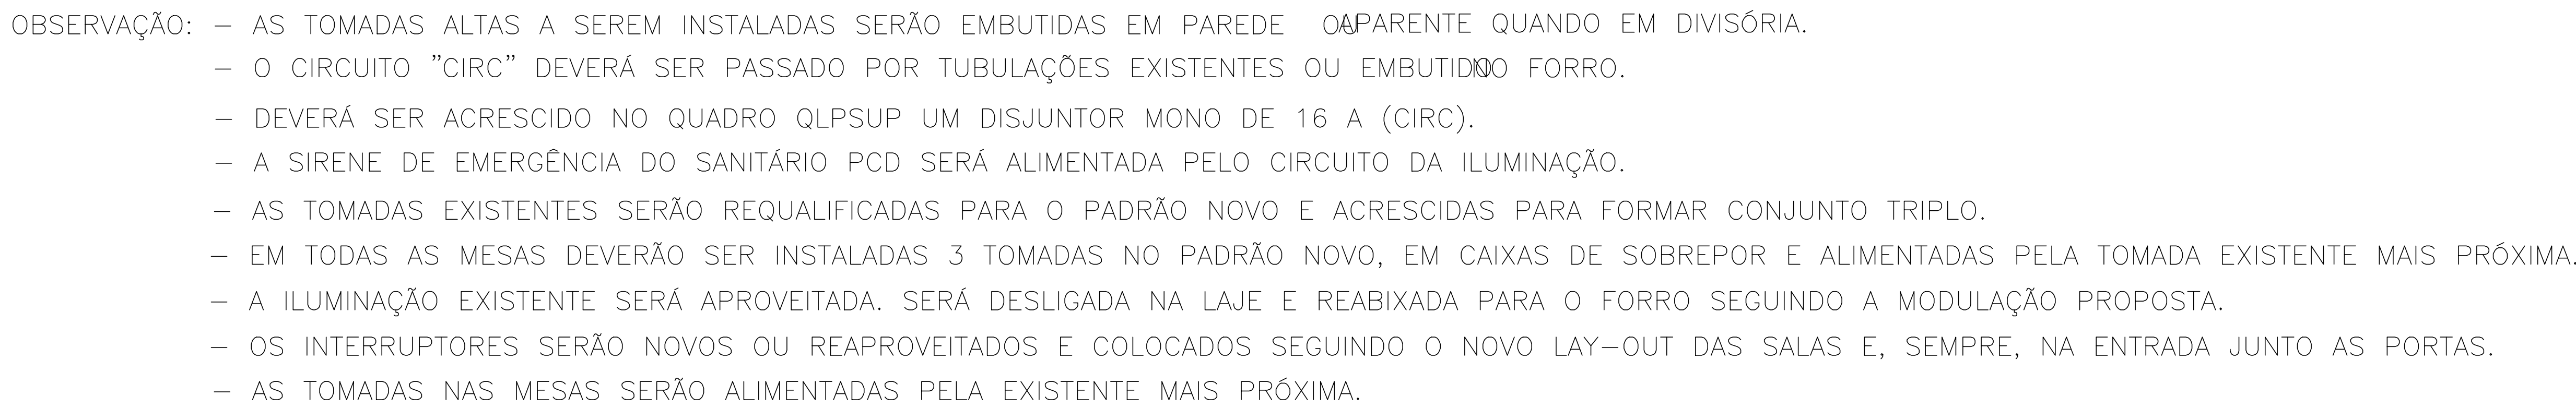 OBSERVAÇÃO: - AS TOMADAS ALTAS A SEREM INSTALADAS SERÃO EMBUTIDAS EM PAREDE OU APARENTE QUANDO EM DIVISÓRIA.
- O CIRCUITO "CIRC" DEVERÁ SER PASSADO POR TUBULAÇÕES EXISTENTES OU EMBUTIDO NO FORRO.
- DEVERÁ SER ACRESCIDO NO QUADRO QLPSUP UM DISJUNTOR MONO DE 16 A (CIRC).
- A SIRENE DE EMERGÊNCIA DO SANITÁRIO PCD SERÁ ALIMENTADA PELO CIRCUITO DA ILUMINAÇÃO.
- AS TOMADAS EXISTENTES SERÃO REQUALIFICADAS PARA O PADRÃO NOVO E ACRESCIDAS PARA FORMAR CONJUNTO TRIPLO.
- EM TODAS AS MESAS DEVERÃO SER INSTALADAS 3 TOMADAS NO PADRÃO NOVO, EM CAIXAS DE SOBREPOR E ALIMENTADAS PELA TOMADA EXISTENTE MAIS PRÓXIMA.
- A ILUMINAÇÃO EXISTENTE SERÁ APROVEITADA. SERÁ DESLIGADA NA LAJE E REABIXADA PARA O FORRO SEGUINDO A MODULAÇÃO PROPOSTA.
- OS INTERRUPTORES SERÃO NOVOS OU REAPROVEITADOS E COLOCADOS SEGUINDO O NOVO LAY-OUT DAS SALAS E, SEMPRE, NA ENTRADA JUNTO AS PORTAS.
- AS TOMADAS NAS MESAS SERÃO ALIMENTADAS PELA EXISTENTE MAIS PRÓXIMA.